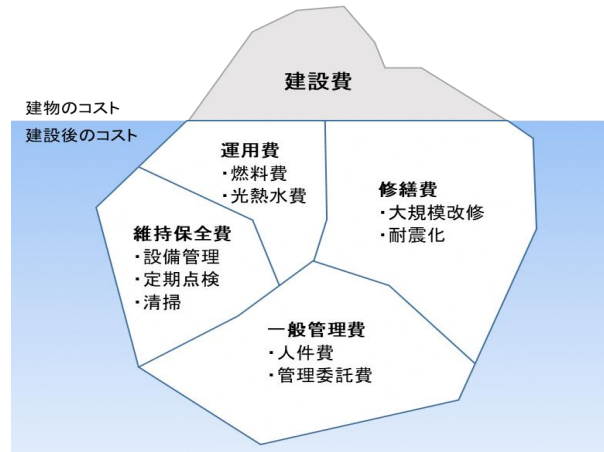 建設費
建物のコスト
建設後のコスト
運用費
・燃料費
・光熱水費
修繕費
・大規模改修
・耐震化
維持保全費
・設備管理
・定期点検
・清掃
一般管理費
・人件費
・管理委託費